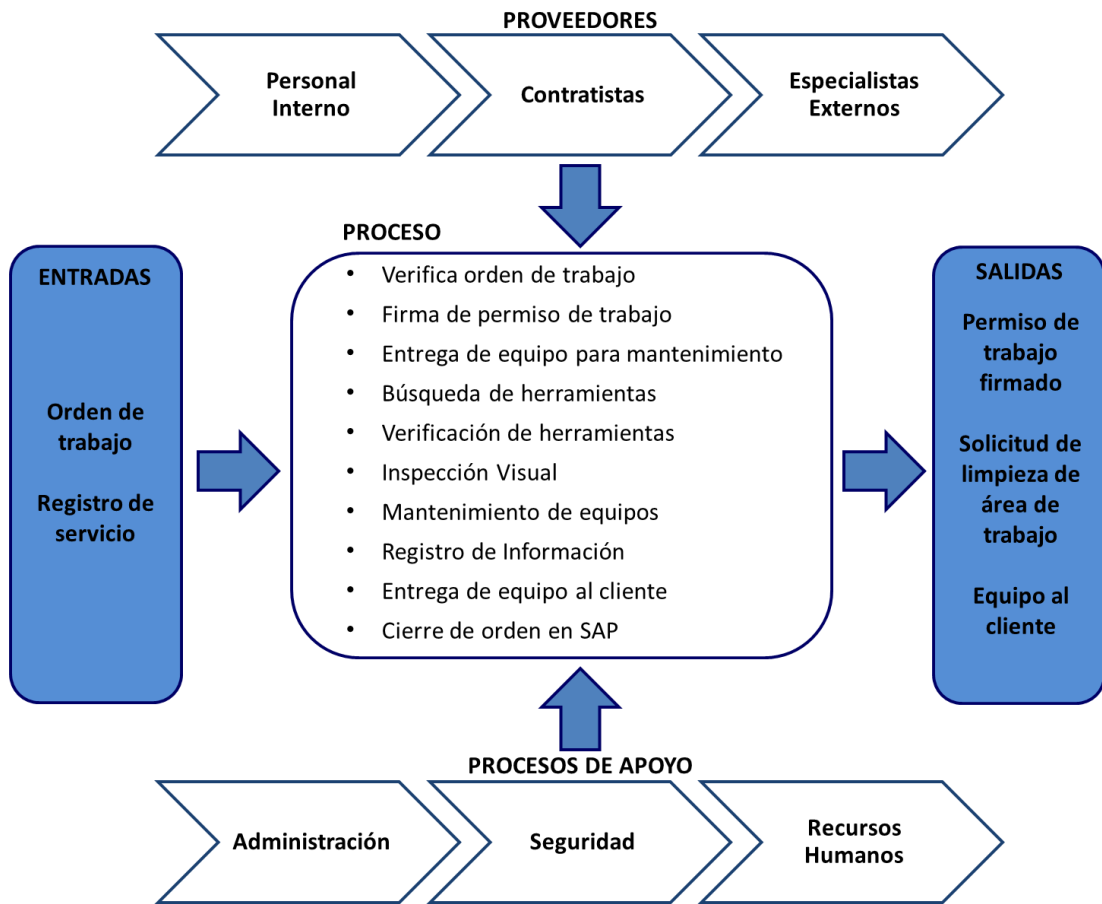 PROVEEDORES
Personal
Interno
Contratistas
Especialistas
Externos
PROCESO
ENTRADAS
Orden de
trabajo
Registro de
servicio
• Verifica orden de trabajo
• Firma de permiso de trabajo
• Entrega de equipo para mantenimiento
• Búsqueda de herramientas
• Verificación de herramientas
• Inspección Visual
• Mantenimiento de equipos
• Registro de Información
• Entrega de equipo al cliente
• Cierre de orden en SAP
SALIDAS
Permiso de
trabajo
firmado
Solicitud de
limpieza de
área de
trabajo
Equipo al
cliente
PROCESOS DE APOYO
Administración
Seguridad
Recursos
Humanos